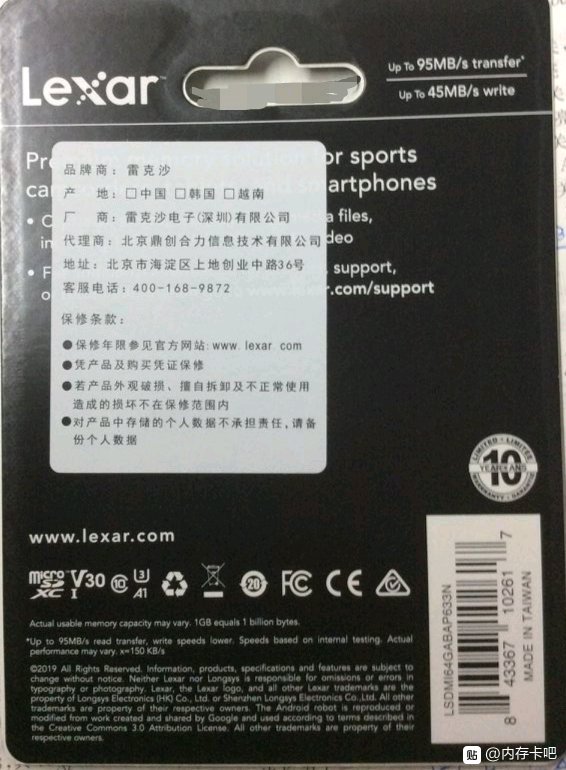 Lexar
Up To 95MB/s transfer*
Up To 45MB/s write
for sports
smartphones
files,
support,
.com/support
品牌商：雷克沙
产 地：□中国 □韩国 □越南
厂 商：雷克沙电子(深圳)有限公司
代理商：北京鼎创合力信息技术有限公司
地址：北京市海淀区上地创业中路36号
客服电话：400-168-9872
保修条款：
●保修年限参见官方网站:www.lexar.com
●凭产品及购买凭证保修
●若产品外观破损、擅自拆卸及不正常使用
造成的损坏不在保修范围内
●对产品中存储的个人数据不承担责任,请备
份个人数据
LIMITED • LIMITÉE
10
YEAR•ANS
WARRANTY • GARANTIE
www.lexar.com
micro SD XC I V30 10 U3 A1 20 FC CE
Actual usable memory capacity may vary. 1GB equals 1 billion bytes.
*Up to 95MB/s read transfer, write speeds lower. Speeds based on internal testing. Actual
performance may vary. x=150 KB/s
©2019 All Rights Reserved. Information, products, specifications and features are subject to
change without notice. Neither Lexar nor Longsys is responsible for omissions or errors in
typography or photography. Lexar, the Lexar logo, and all other Lexar trademarks are the
property of Longsys Electronics (HK) Co., Ltd. or Shenzhen Longsys Electronics Co.,Ltd. All other
trademarks are property of their respective owners. The Android robot is reproduced or
modified from work created and shared by Google and used according to terms described in
the Creative Commons 3.0 Attribution License. All other trademarks are property of their
respective owners.
LSDMI64GABAP633N
8 43367 10261 7
MADE IN TAIWAN
贴 @内存卡吧